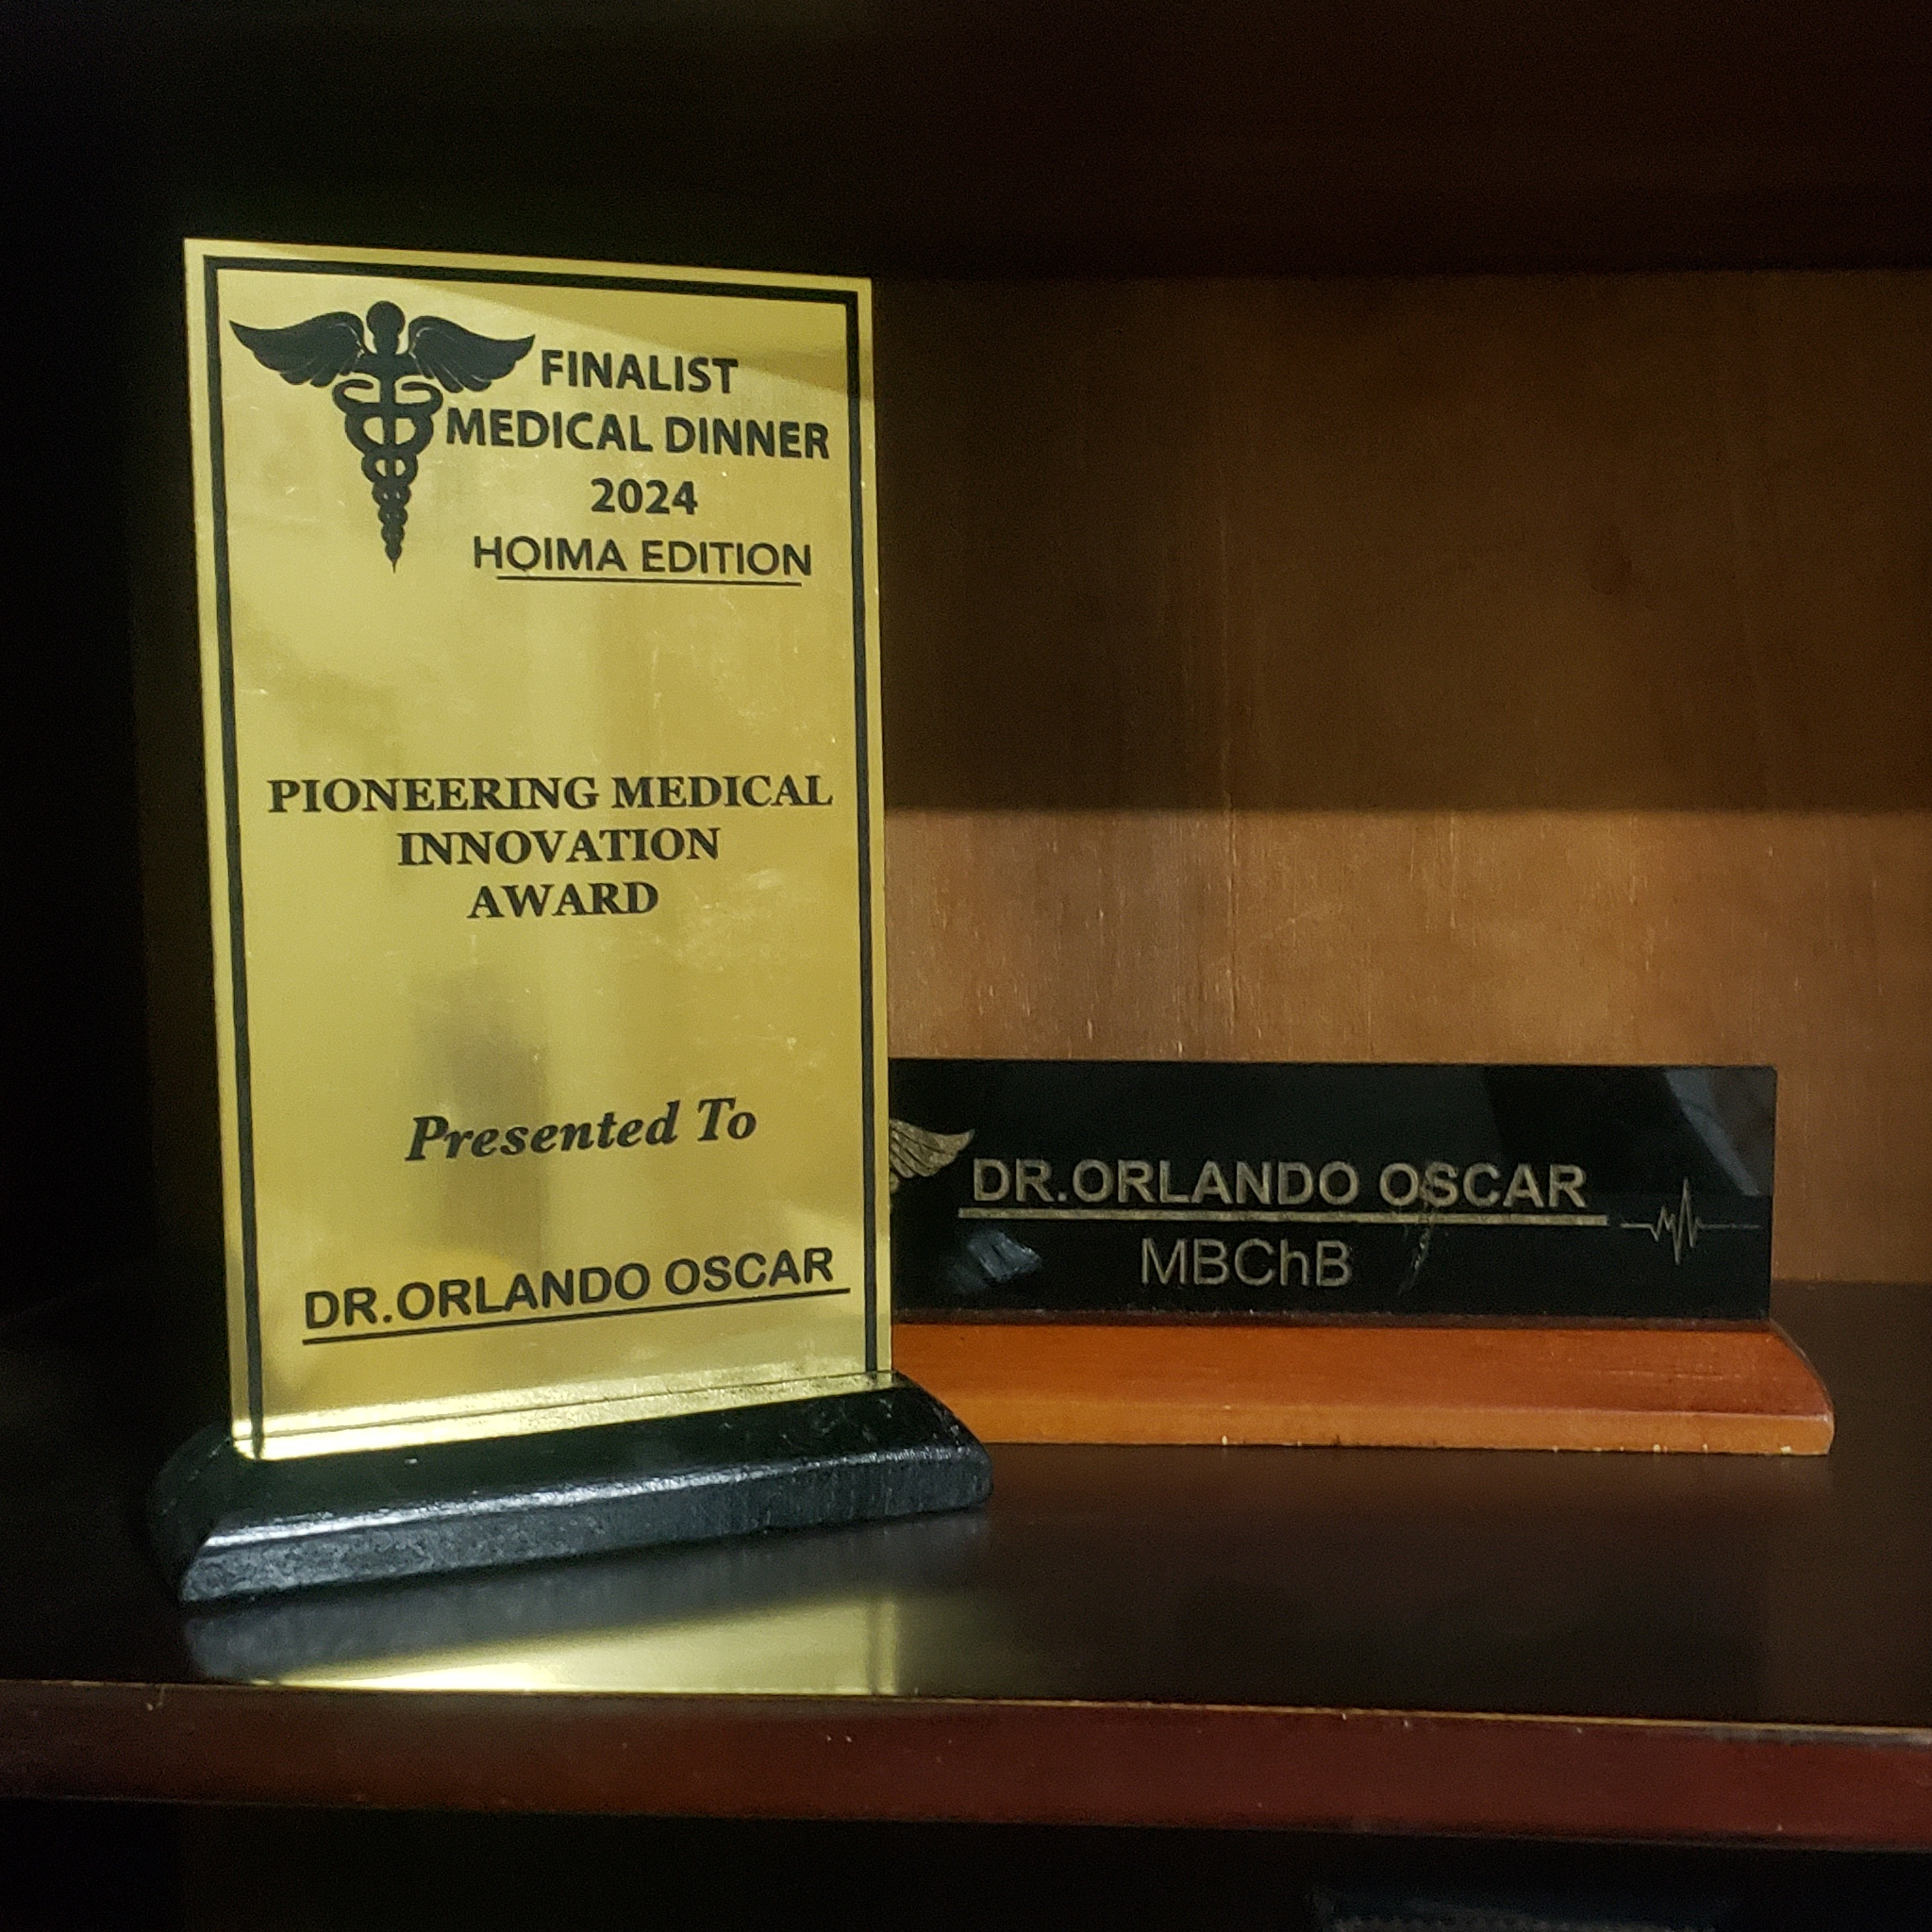 FINALIST
MEDICAL DINNER
2024
HOIMA EDITION
PIONEERING MEDICAL
INNOVATION
AWARD
Presented To
DR.ORLANDO OSCAR
DR.ORLANDO OSCAR
MBChB